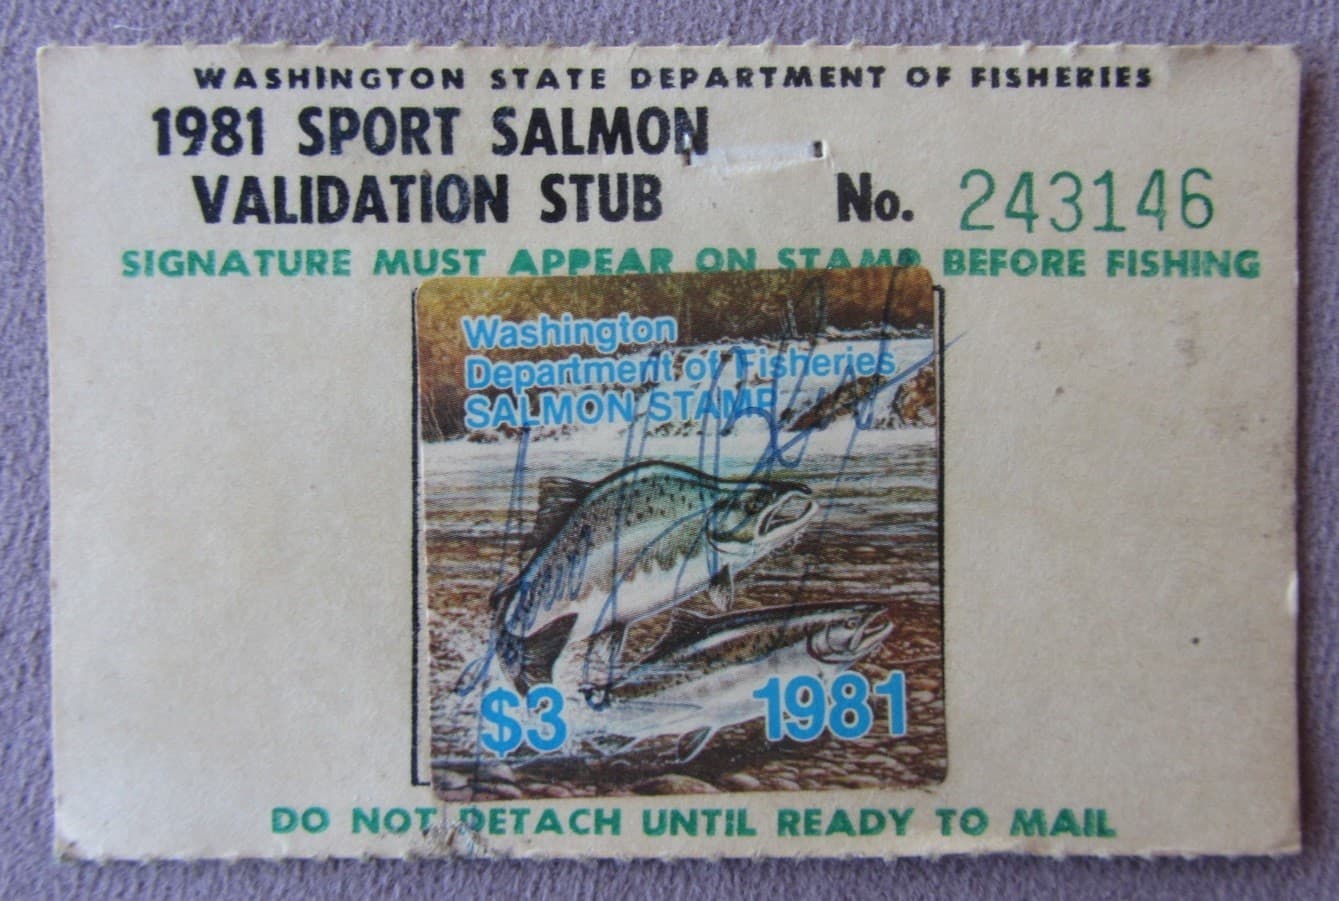 WASHINGTON STATE DEPARTMENT OF FISHERIES
1981 SPORT SALMON
VALIDATION STUB No. 243146
SIGNATURE MUST APPEAR ON STAMP BEFORE FISHING
Washington
Department of Fisheries
SALMON STAMP
$3 1981
DO NOT DETACH UNTIL READY TO MAIL